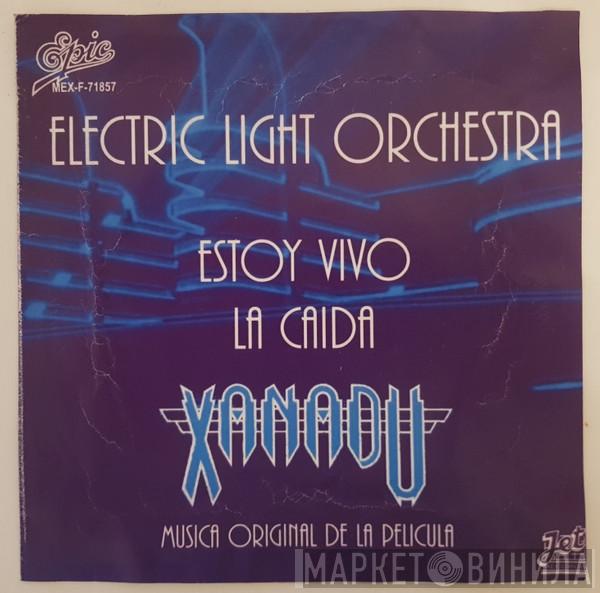 Epic
MEX-F-71857
ELECTRIC LIGHT ORCHESTRA
ESTOY VIVO
LA CAIDA
XANADU
MUSICA ORIGINAL DE LA PELICULA
Jet
МАРКЕТ ВИНИЛА